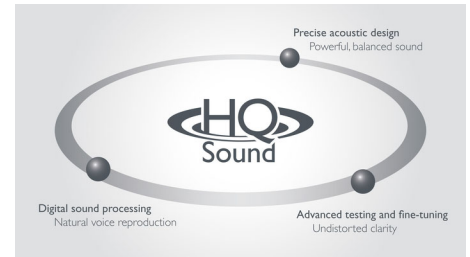 Precise acoustic design
Powerful, balanced sound
HQ
Sound
Digital sound processing
Natural voice reproduction
Advanced testing and fine-tuning
Undistorted clarity